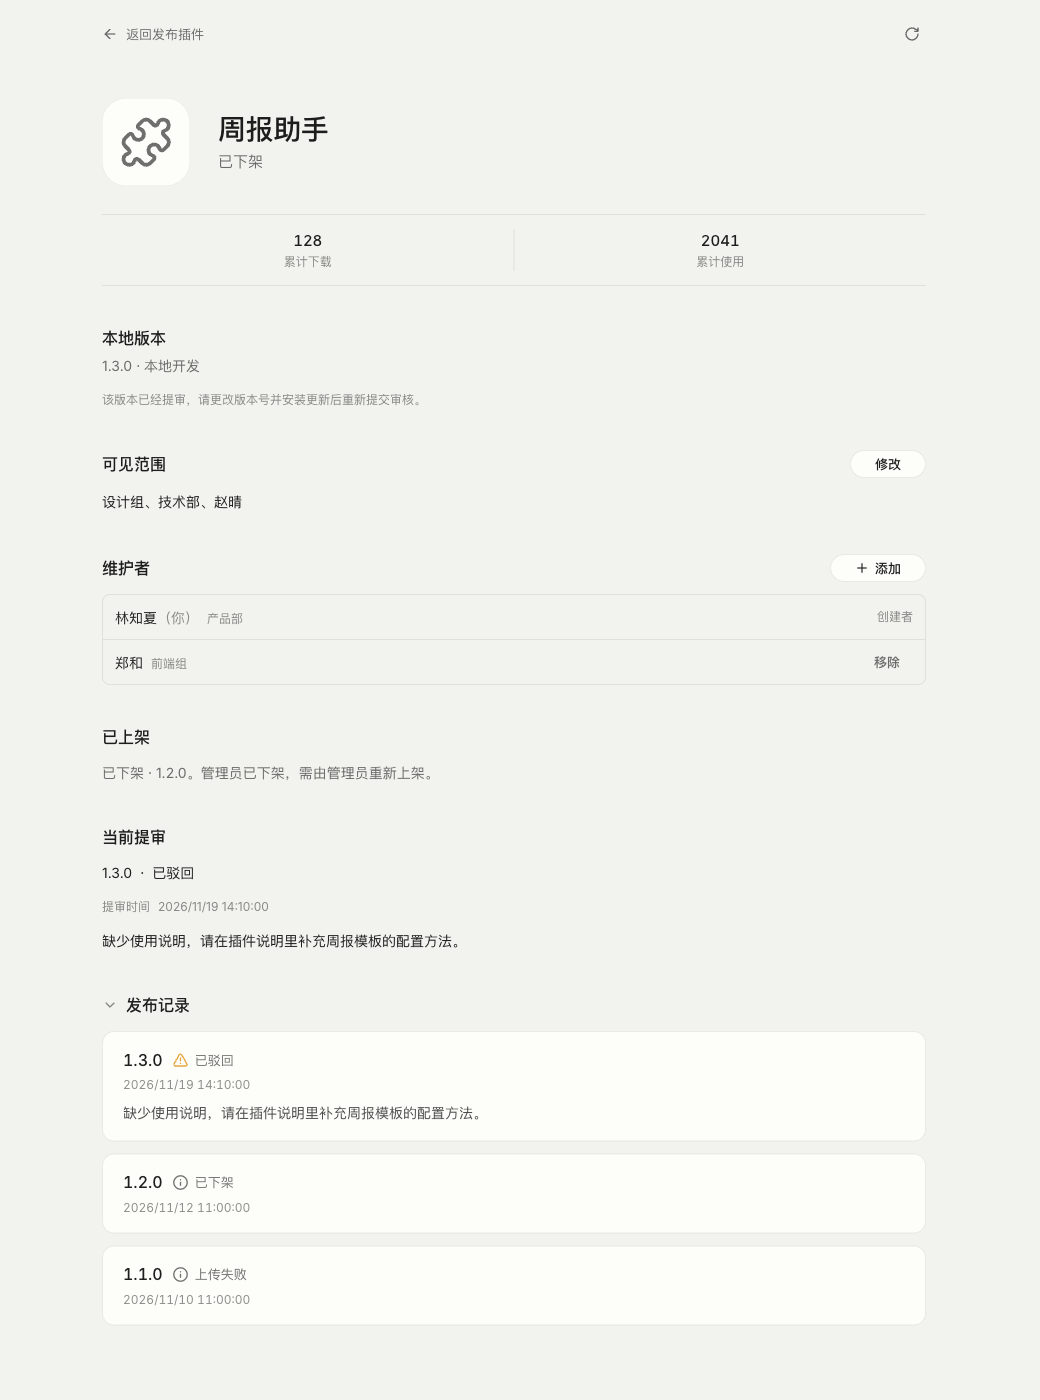 返回发布插件
周报助手
已下架
128
累计下载
2041
累计使用
本地版本
1.3.0 · 本地开发
该版本已经提审，请更改版本号并安装更新后重新提交审核。
可见范围
修改
设计组、技术部、赵晴
维护者
添加
林知夏（你） 产品部
创建者
郑和 前端组
移除
已上架
已下架 · 1.2.0。管理员已下架，需由管理员重新上架。
当前提审
1.3.0 · 已驳回
提审时间 2026/11/19 14:10:00
缺少使用说明，请在插件说明里补充周报模板的配置方法。
发布记录
1.3.0 已驳回
2026/11/19 14:10:00
缺少使用说明，请在插件说明里补充周报模板的配置方法。
1.2.0 已下架
2026/11/12 11:00:00
1.1.0 上传失败
2026/11/10 11:00:00